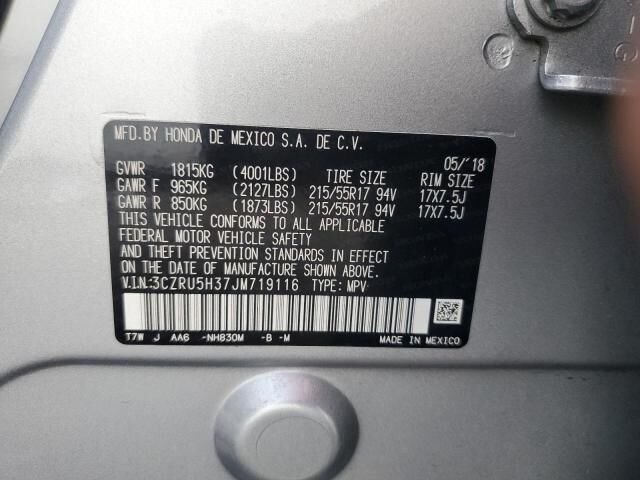 MFD.BY HONDA DE MEXICO S.A. DE C.V.
05/'18
GVWR 1815KG (4001LBS) TIRE SIZE RIM SIZE
GAWR F 965KG (2127LBS) 215/55R17 94V 17X7.5J
GAWR R 850KG (1873LBS) 215/55R17 94V 17X7.5J
THIS VEHICLE CONFORMS TO ALL APPLICABLE
FEDERAL MOTOR VEHICLE SAFETY
AND THEFT PREVENTION STANDARDS IN EFFECT
ON THE DATE OF MANUFACTURE SHOWN ABOVE.
V.I.N.:3CZRU5H37JM719116 TYPE: MPV
T7W J AA6 -NH830M -B -M MADE IN MEXICO